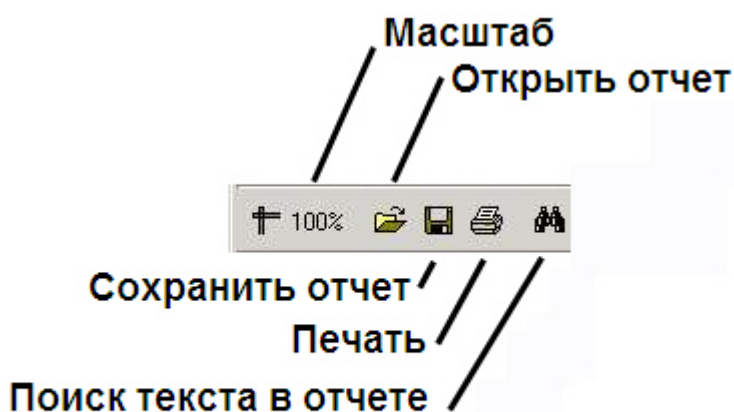 Масштаб
Открыть отчет
100%
Сохранить отчет
Печать
Поиск текста в отчете